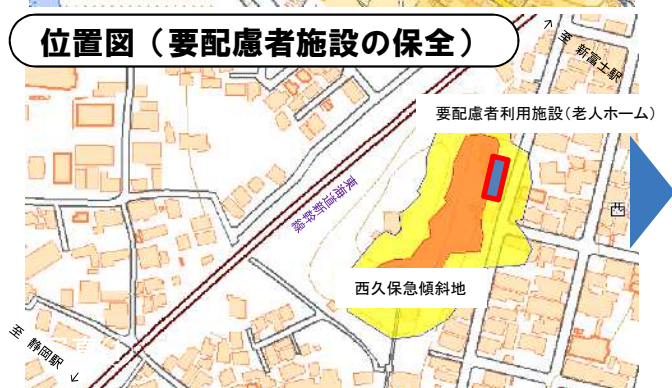 位置図(要配慮者施設の保全)
↗
至 新富士駅
要配慮者利用施設(老人ホーム)
東海道新幹線
西
西久保急傾斜地
至 静岡駅
↙